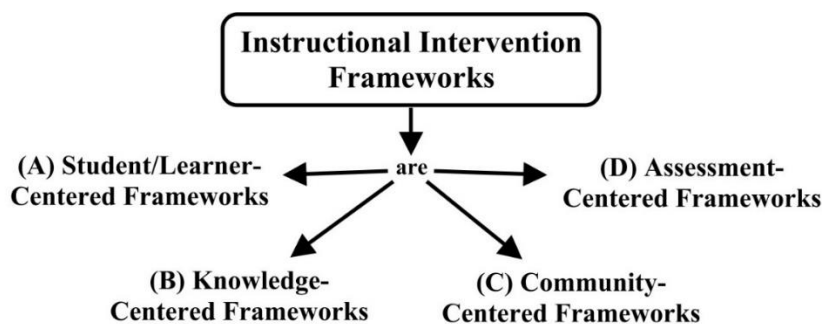 Instructional Intervention
Frameworks
are
(A) Student/Learner-
Centered Frameworks
(B) Knowledge-
Centered Frameworks
(C) Community-
Centered Frameworks
(D) Assessment-
Centered Frameworks